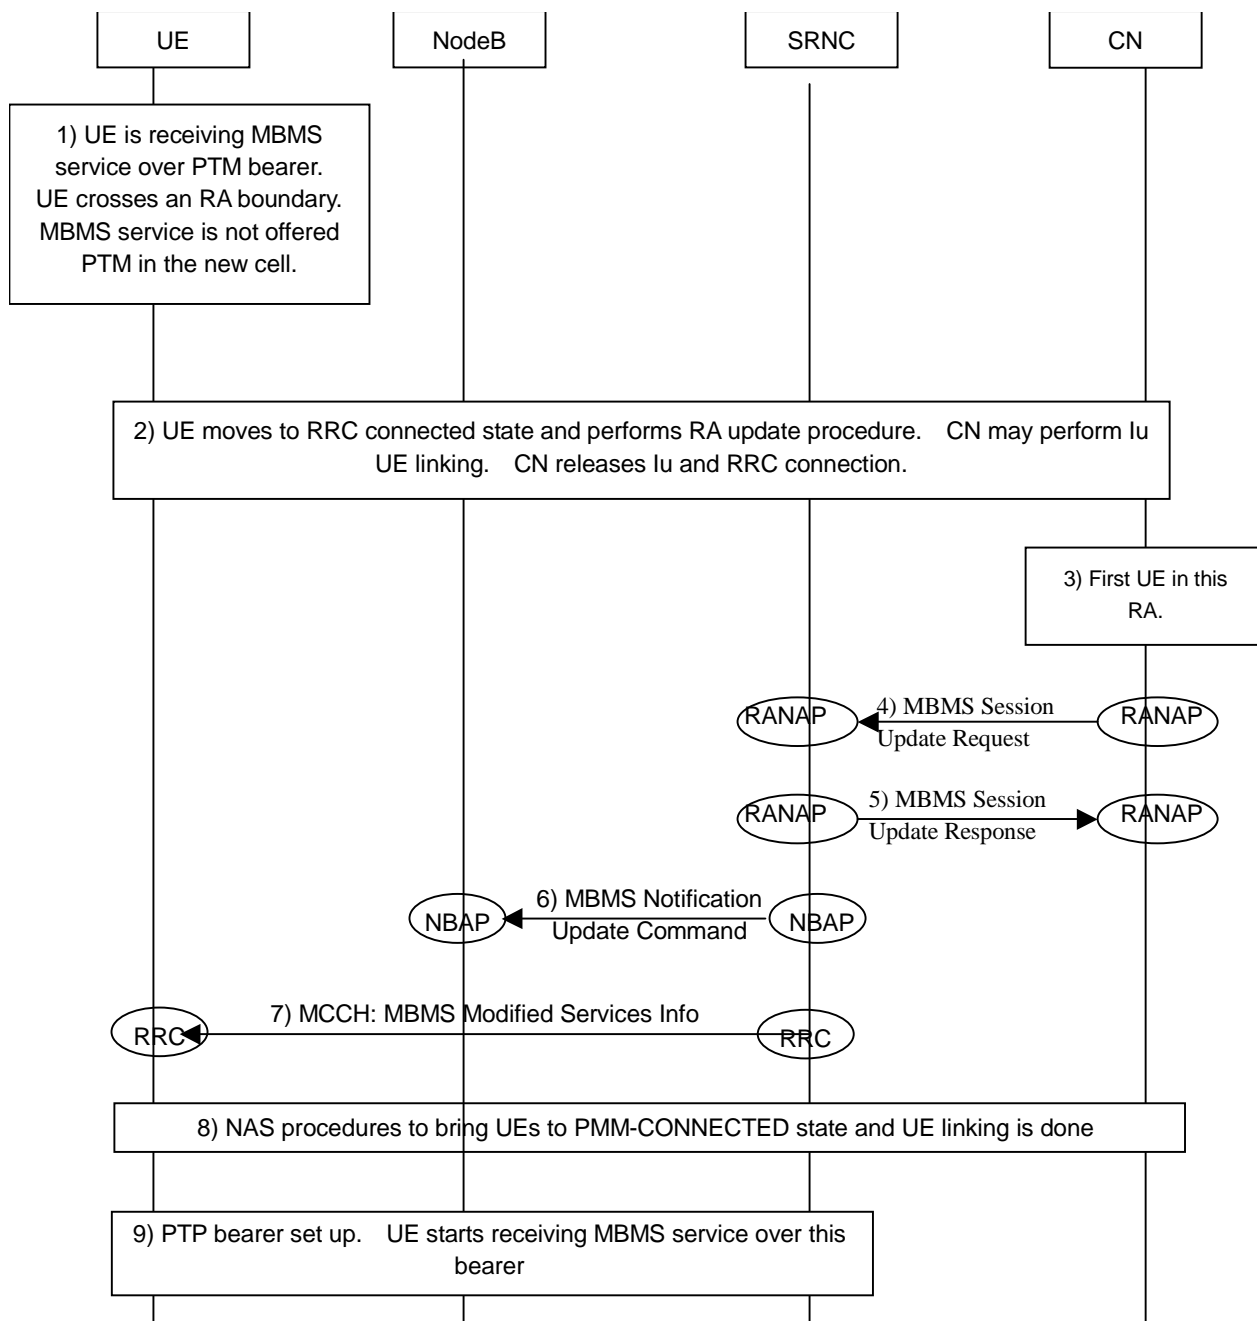 UE
NodeB
SRNC
CN
1) UE is receiving MBMS
service over PTM bearer.
UE crosses an RA boundary.
MBMS service is not offered
PTM in the new cell.
2) UE moves to RRC connected state and performs RA update procedure. CN may perform Iu
UE linking. CN releases Iu and RRC connection.
3) First UE in this
RA.
RANAP
4) MBMS Session
Update Request
RANAP
RANAP
5) MBMS Session
Update Response
RANAP
NBAP
6) MBMS Notification
Update Command
NBAP
RRC
7) MCCH: MBMS Modified Services Info
RRC
8) NAS procedures to bring UEs to PMM-CONNECTED state and UE linking is done
9) PTP bearer set up. UE starts receiving MBMS service over this
bearer